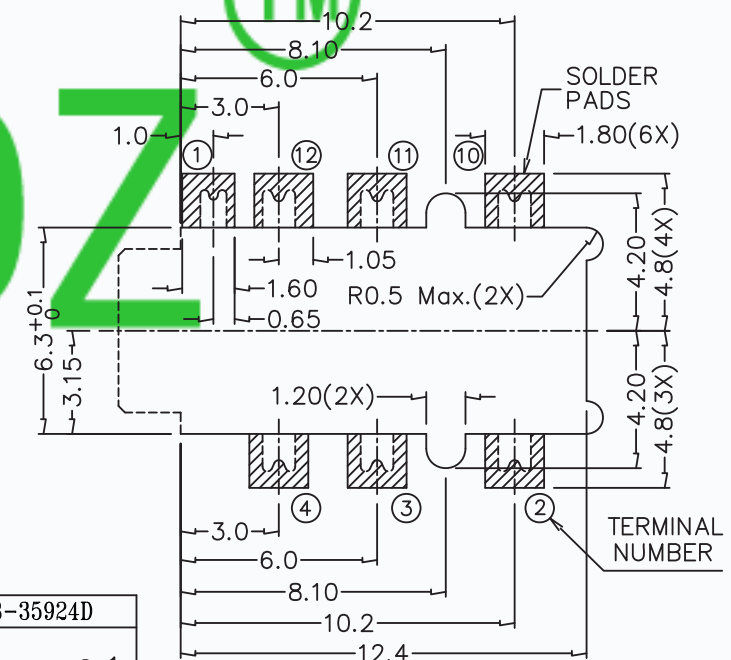 TM
OZ
10.2
8.10
6.0
3.0
1.0
SOLDER
PADS
1 12 11 10
1.80(6X)
1.05
1.60
R0.5 Max.(2X)
0.65
4.20
4.8(4X)
6.3+0.1 0
3.15
1.20(2X)
4.20
4.8(3X)
4 3 2
TERMINAL
NUMBER
3.0
6.0
8.10
10.2
12.4
-35924D